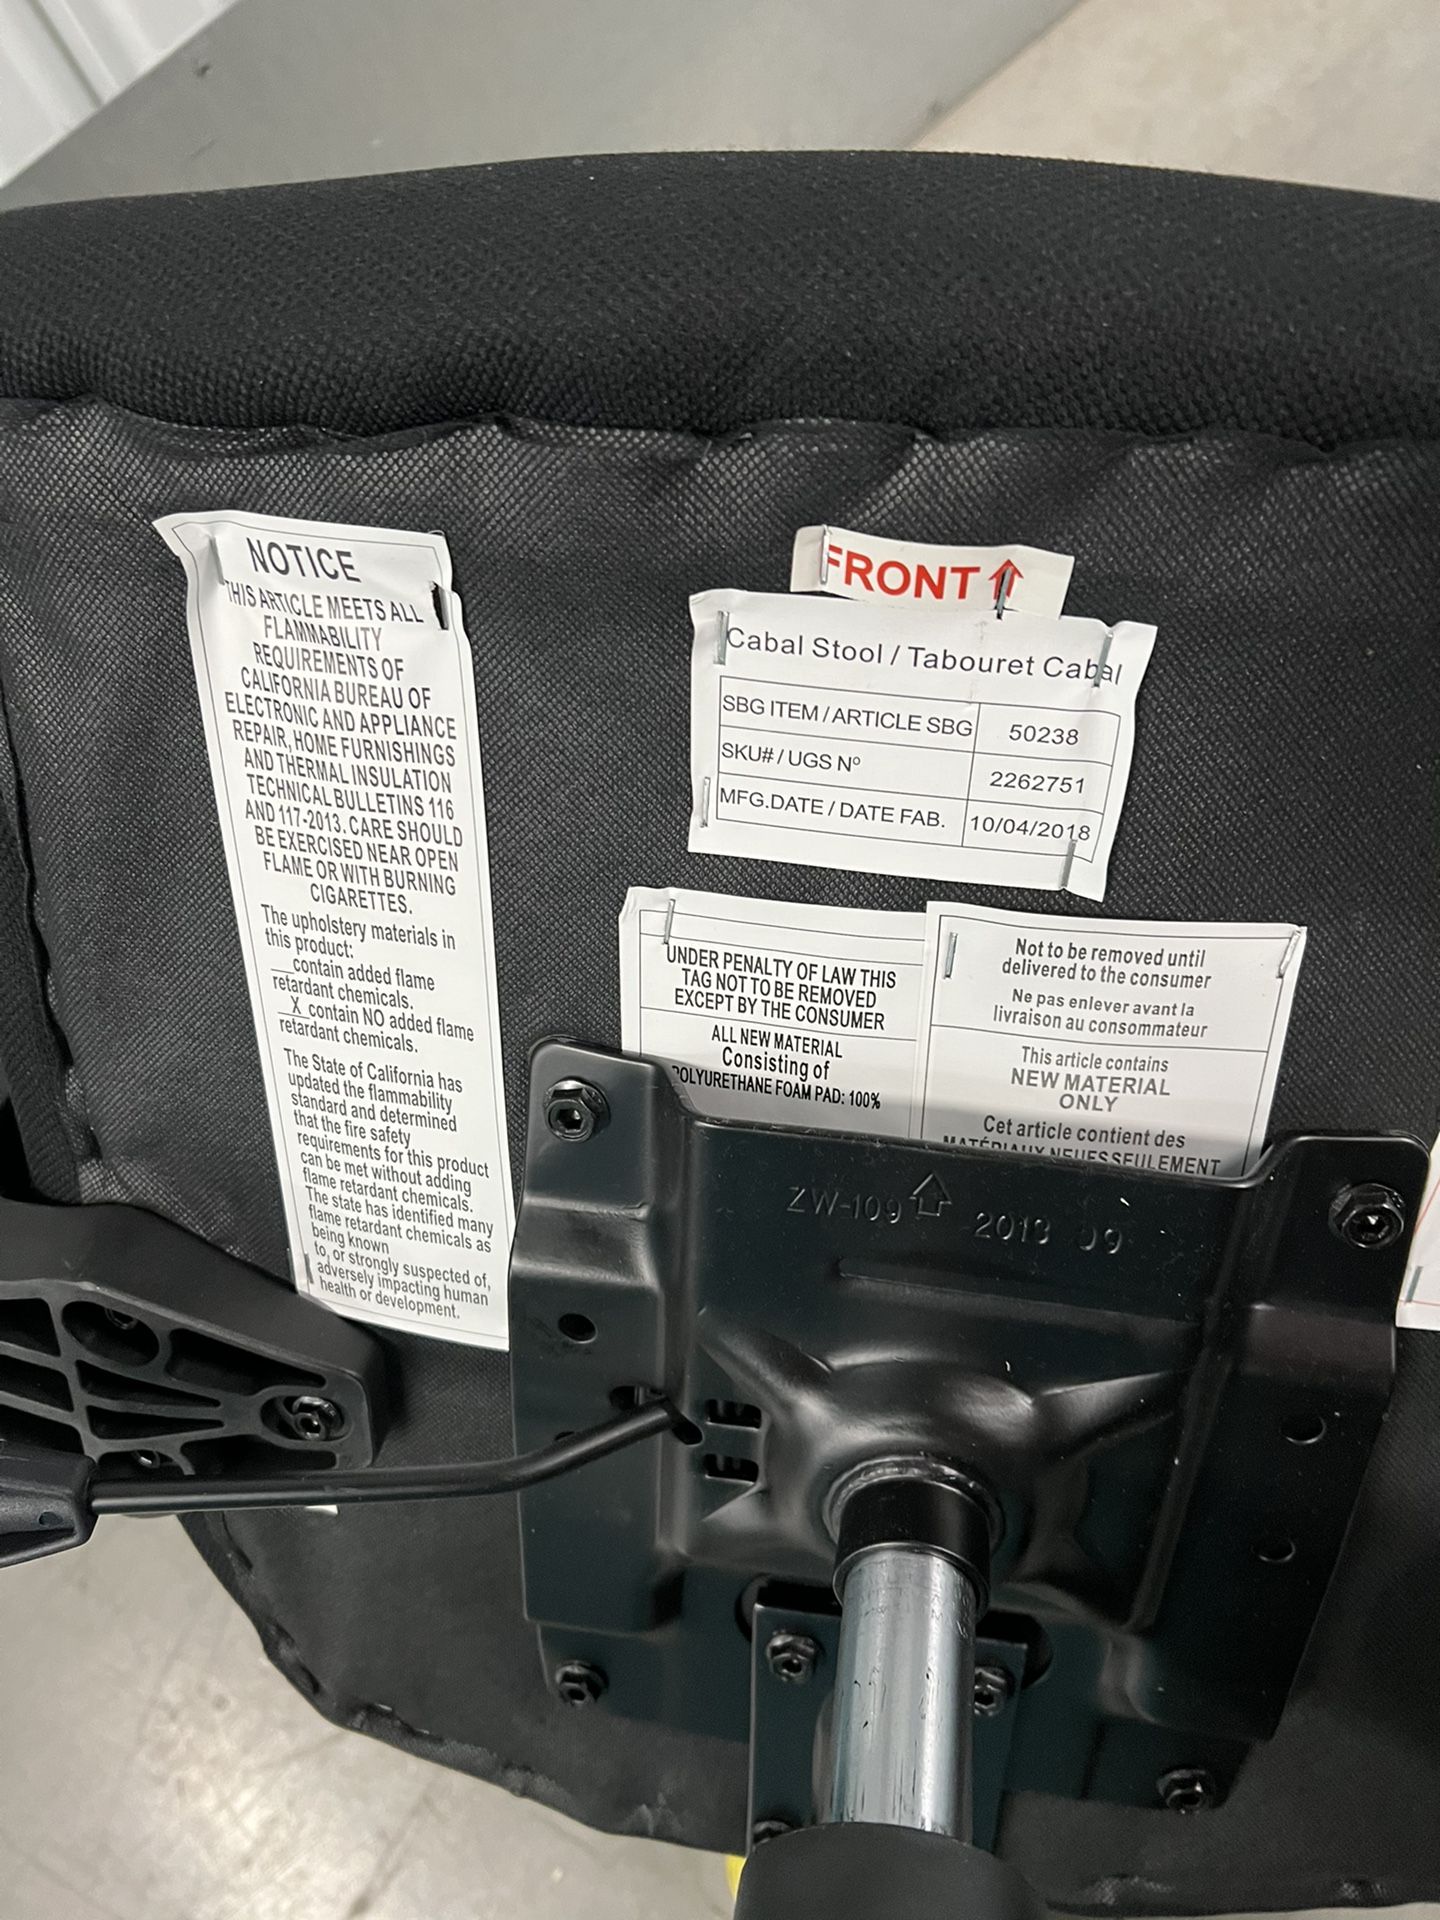 NOTICE
THIS ARTICLE MEETS ALL
FLAMMABILITY
REQUIREMENTS OF
CALIFORNIA BUREAU OF
ELECTRONIC AND APPLIANCE
REPAIR, HOME FURNISHINGS
AND THERMAL INSULATION
TECHNICAL BULLETINS 116
AND 117-2013. CARE SHOULD
BE EXERCISED NEAR OPEN
FLAME OR WITH BURNING
CIGARETTES.
The upholstery materials in
this product:
___contain added flame
retardant chemicals.
_X_contain NO added flame
retardant chemicals.
The State of California has
updated the flammability
standard and determined
that the fire safety
requirements for this product
can be met without adding
flame retardant chemicals.
The state has identified many
flame retardant chemicals as
being known
to, or strongly suspected of,
adversely impacting human
health or development.
FRONT
Cabal Stool / Tabouret Cabal
SBG ITEM / ARTICLE SBG 50238
SKU# / UGS Nº 2262751
MFG.DATE / DATE FAB. 10/04/2018
UNDER PENALTY OF LAW THIS
TAG NOT TO BE REMOVED
EXCEPT BY THE CONSUMER
ALL NEW MATERIAL
Consisting of
POLYURETHANE FOAM PAD: 100%
Not to be removed until
delivered to the consumer
Ne pas enlever avant la
livraison au consommateur
This article contains
NEW MATERIAL
ONLY
Cet article contient des
MATÉRIAUX NEUFS SEULEMENT
ZW-109 2018 09